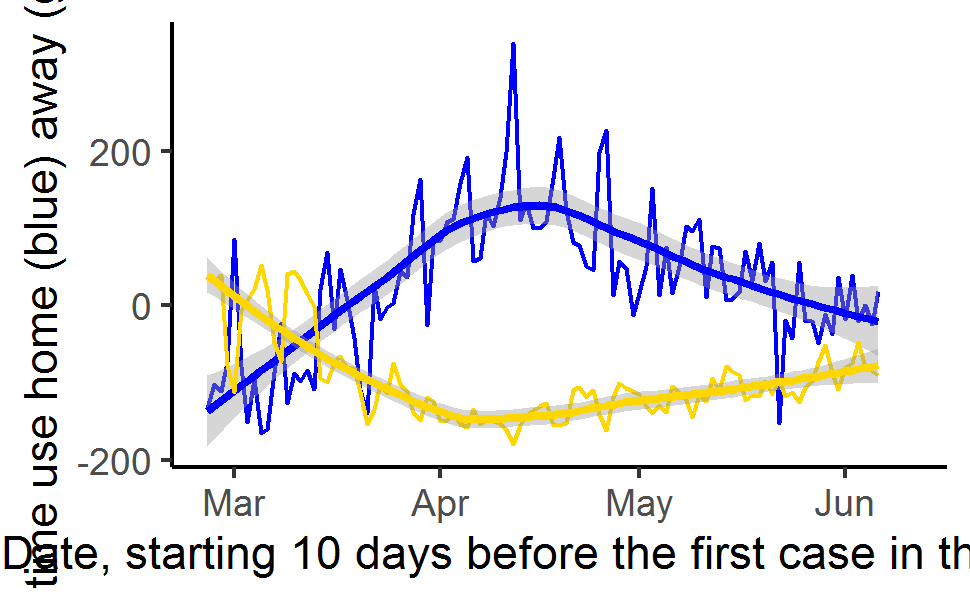 time use home (blue) away (
200
0
-200
Mar Apr May Jun
Date, starting 10 days before the first case in th